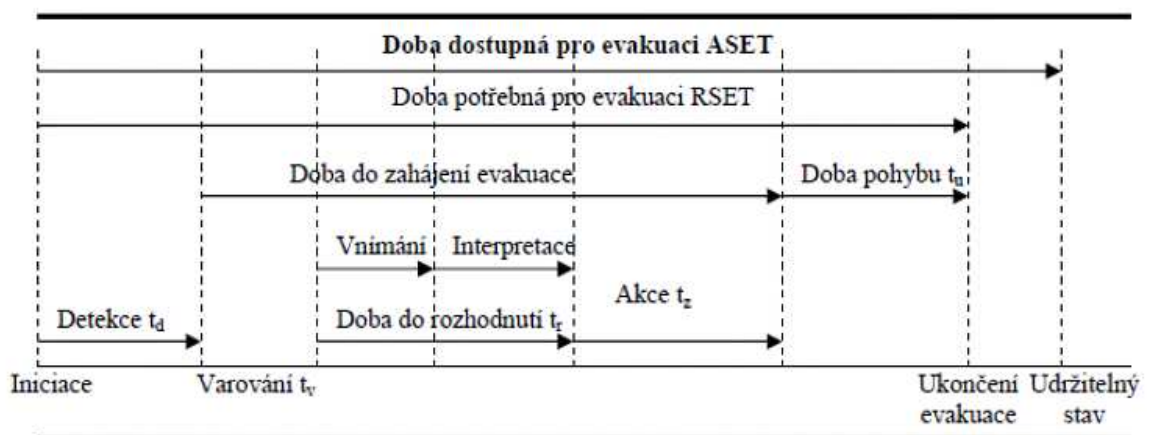 Doba dostupná pro evakuaci ASET
Doba potřebná pro evakuaci RSET
Doba do zahájení evakuace
Doba pohybu tu
Vnímání
Interpretace
Akce tz
Detekce td
Doba do rozhodnutí tr
Iniciace
Varování tv
Ukončení
evakuace
Udržitelný
stav